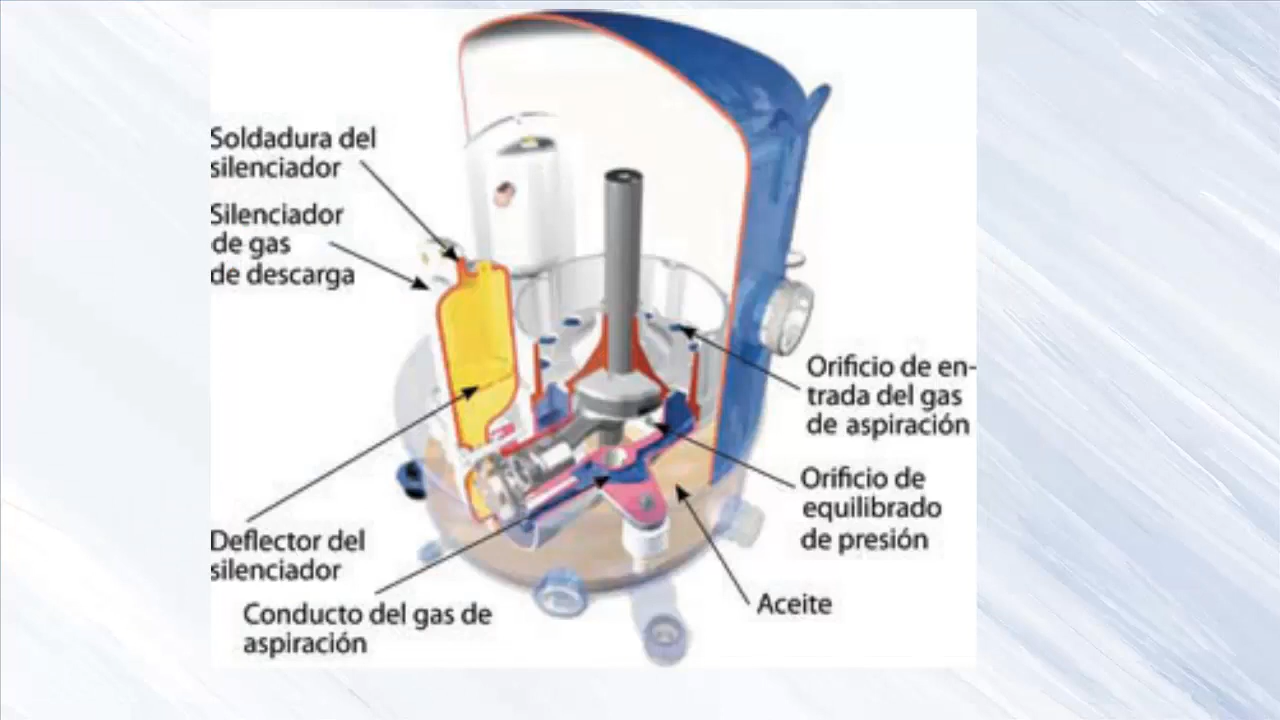 Soldadura del
silenciador
Silenciador
de gas
de descarga
Orificio de en-
trada del gas
de aspiración
Orificio de
equilibrado
de presión
Deflector del
silenciador
Conducto del gas de
aspiración
Aceite